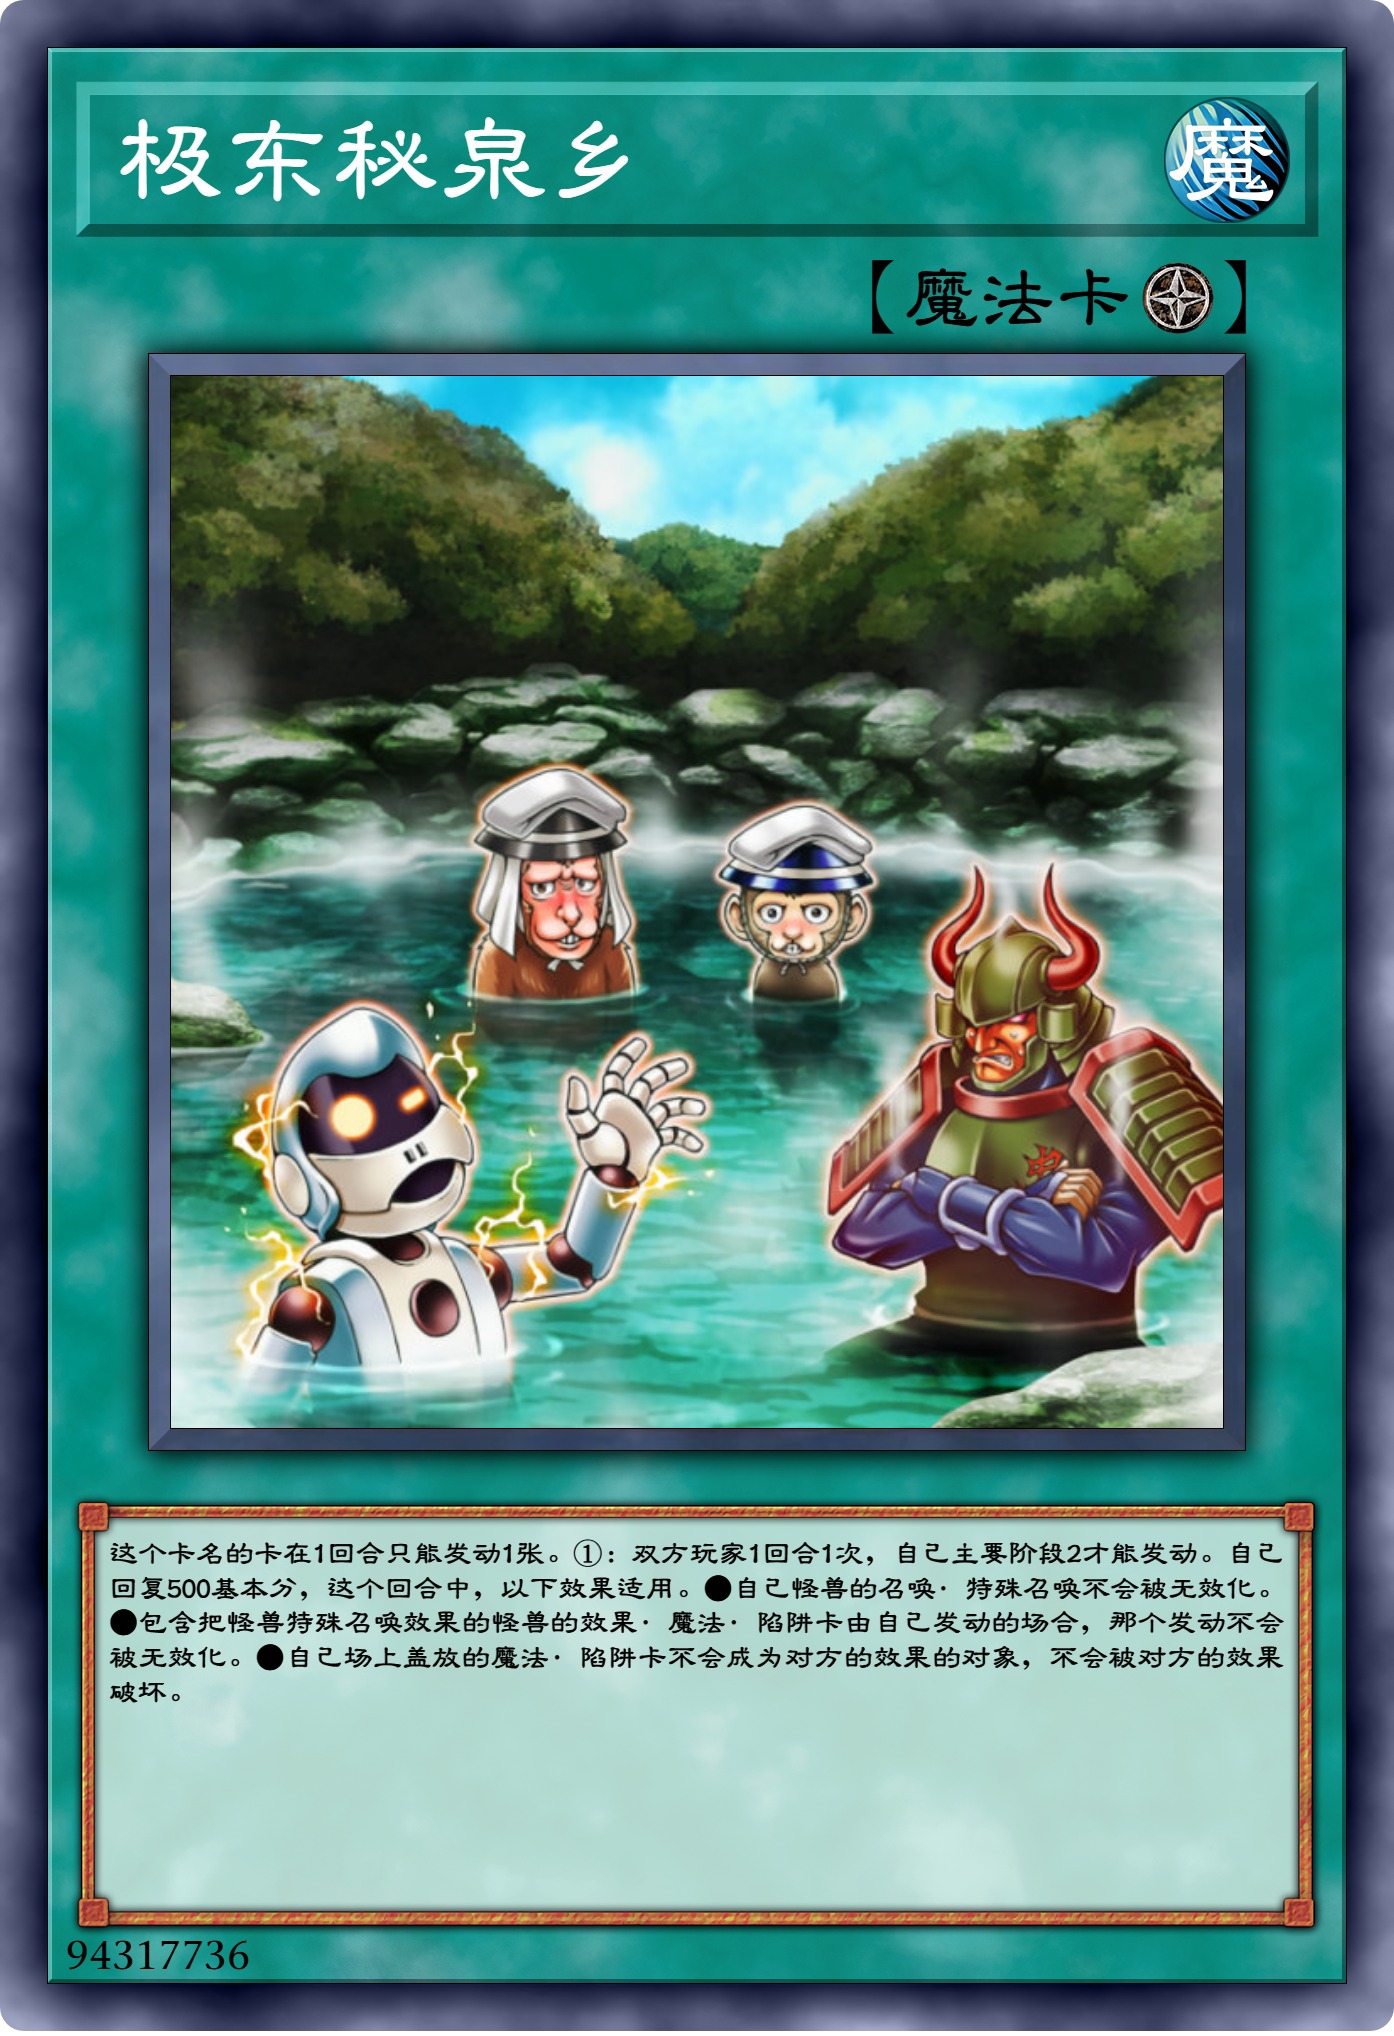 极东秘泉乡
魔
【魔法卡】
虫
这个卡名的卡在1回合只能发动1张。①：双方玩家1回合1次，自己主要阶段2才能发动。自己
回复500基本分，这个回合中，以下效果适用。●自己怪兽的召唤·特殊召唤不会被无效化。
●包含把怪兽特殊召唤效果的怪兽的效果·魔法·陷阱卡由自己发动的场合，那个发动不会
被无效化。●自己场上盖放的魔法·陷阱卡不会成为对方的效果的对象，不会被对方的效果
破坏。
94317736